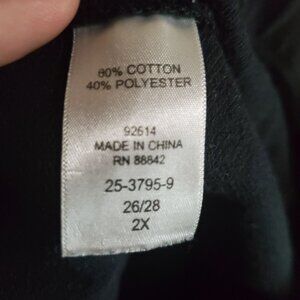 60% COTTON
40% POLYESTER
92614
MADE IN CHINA
RN 88842
25-3795-9
26/28
2X